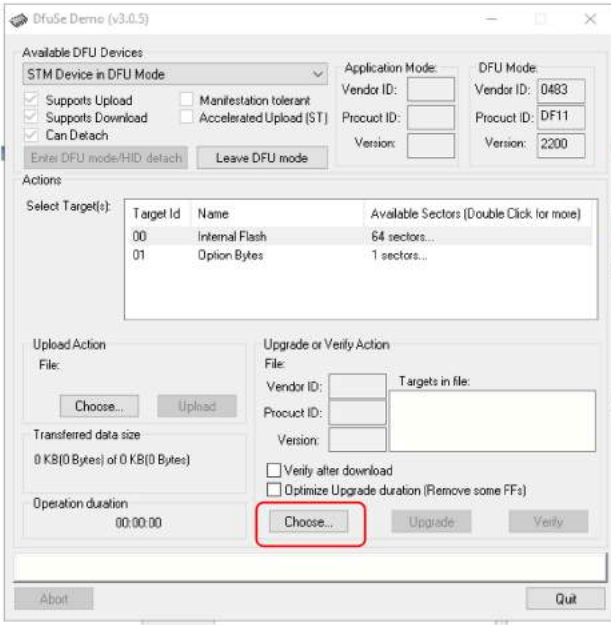 DfuSe Demo (v3.0.5)
Available DFU Devices
STM Device in DFU Mode
Supports Upload
Manifestation tolerant
Supports Download
Accelerated Upload (ST)
Can Detach
Enter DFU mode/HID detach
Leave DFU mode
Application Mode:
Vendor ID:
Procuct ID:
Version:
DFU Mode:
Vendor ID: 0483
Procuct ID: DF11
Version: 2200
Actions
Select Target(s):
Target Id Name Available Sectors (Double Click for more)
00 Internal Flash 64 sectors...
01 Option Bytes 1 sectors...
Upload Action
File:
Choose... Upload
Transferred data size
0 KB(0 Bytes) of 0 KB(0 Bytes)
Operation duration
00:00:00
Upgrade or Verify Action
File:
Vendor ID:
Procuct ID:
Version:
Targets in file:
Verify after download
Optimize Upgrade duration (Remove some FFs)
Choose... Upgrade Verify
Abort Quit